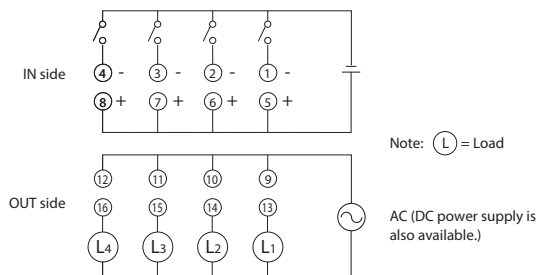 IN side
4 - 3 - 2 - 1 -
8 + 7 + 6 + 5 +
Note: L = Load
12 11 10 9
OUT side
16 15 14 13
AC (DC power supply is
also available.)
L4 L3 L2 L1